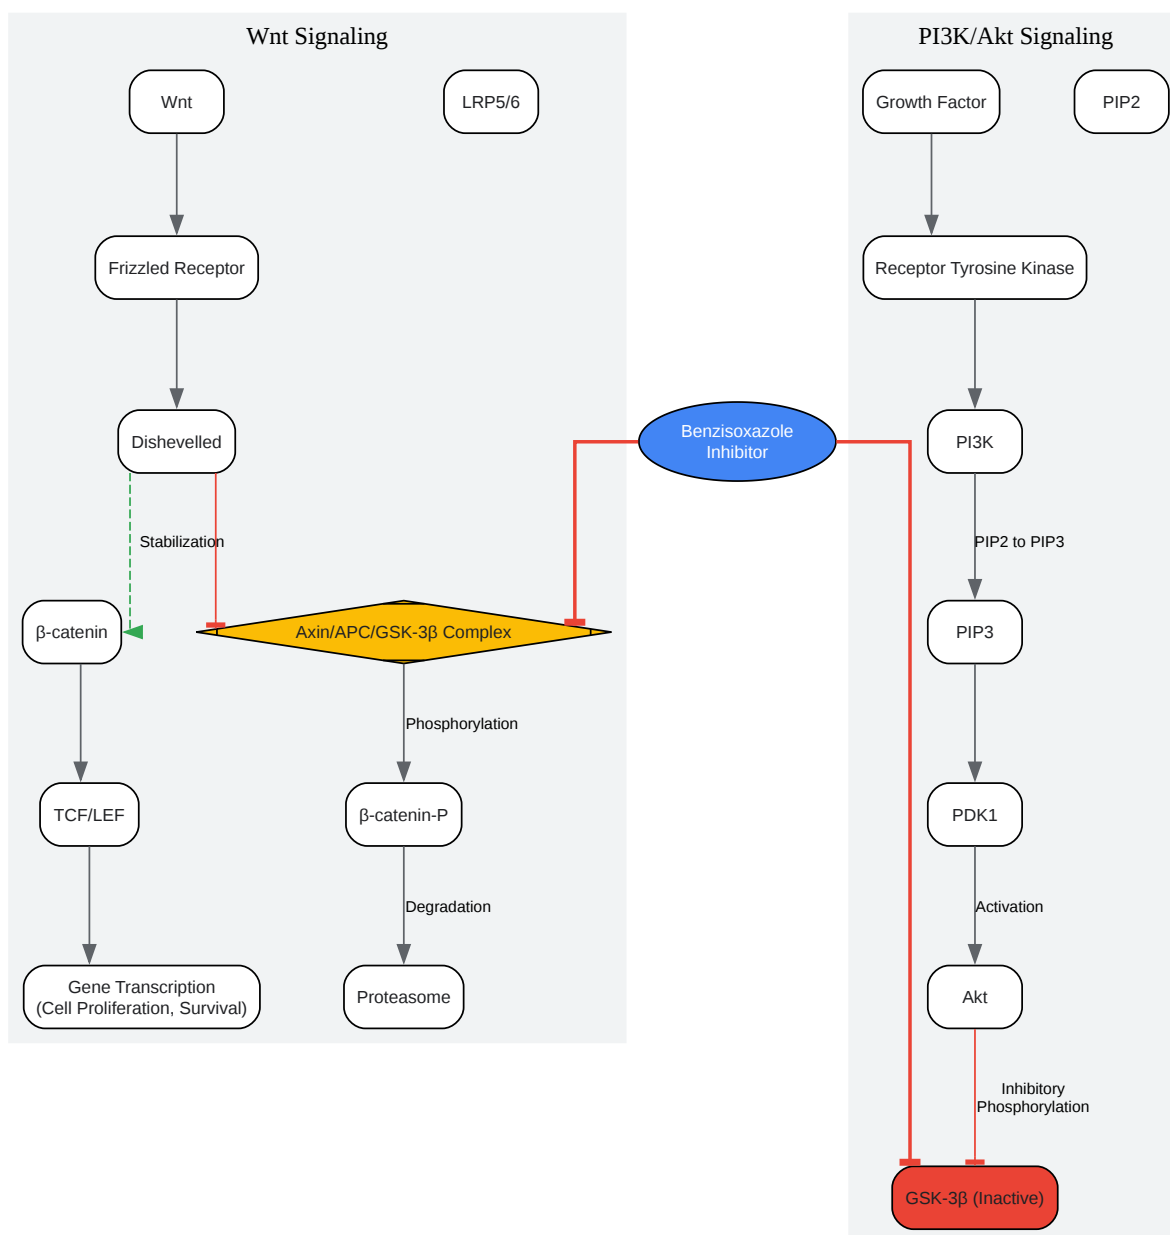 Wnt Signaling
Wnt
LRP5/6
Frizzled Receptor
Dishevelled
Stabilization
β-catenin
Axin/APC/GSK-3β Complex
Phosphorylation
TCF/LEF
β-catenin-P
Degradation
Gene Transcription
(Cell Proliferation, Survival)
Proteasome
Benzisoxazole
Inhibitor
PI3K/Akt Signaling
Growth Factor
PIP2
Receptor Tyrosine Kinase
PI3K
PIP2 to PIP3
PIP3
PDK1
Activation
Akt
Inhibitory
Phosphorylation
GSK-3β (Inactive)